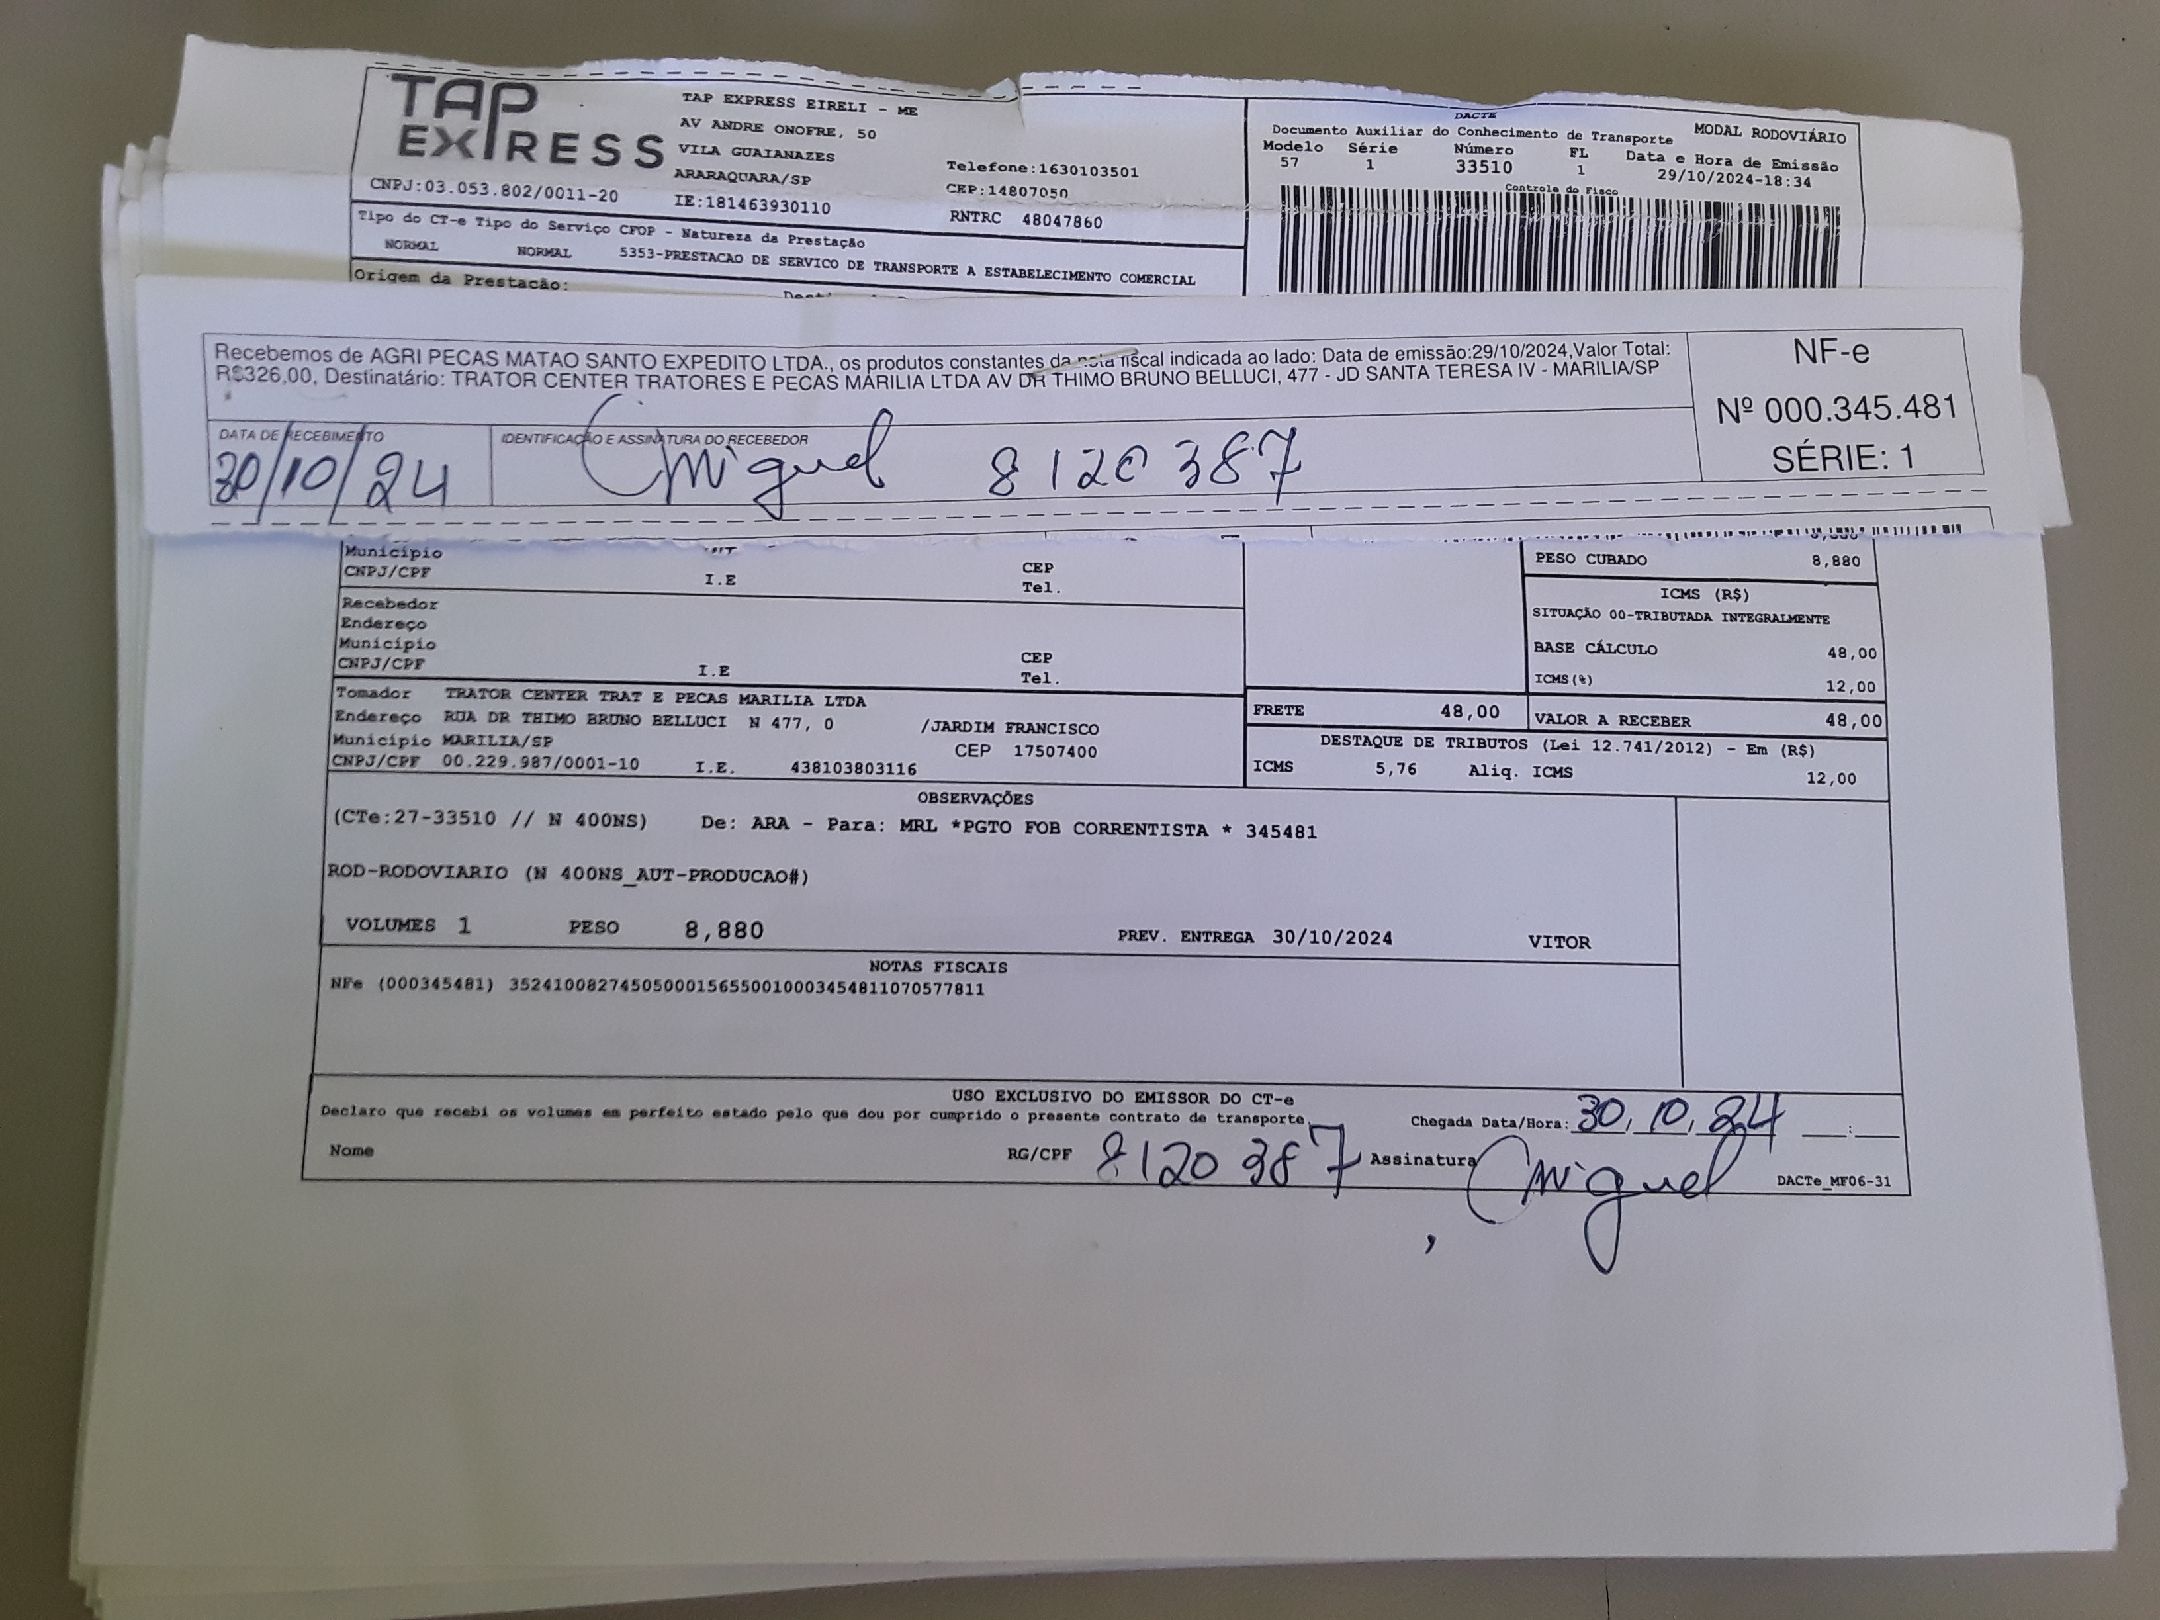 TAP EXPRESS
TAP EXPRESS EIRELI - ME
AV ANDRE ONOFRE, 50
VILA GUAIANAZES
ARARAQUARA/SP
Telefone:1630103501
CEP:14807050
CNPJ:03.053.802/0011-20
IE:181463930110
RNTRC 48047860
DACTE
Documento Auxiliar do Conhecimento de Transporte MODAL RODOVIÁRIO
Modelo Série Número FL Data e Hora de Emissão
57 1 33510 1 29/10/2024-18:34
Controle do Fisco
Tipo do CT-e Tipo do Serviço CFOP - Natureza da Prestação
NORMAL NORMAL 5353-PRESTACAO DE SERVICO DE TRANSPORTE A ESTABELECIMENTO COMERCIAL
Origem da Prestação:
Recebemos de AGRI PECAS MATAO SANTO EXPEDITO LTDA., os produtos constantes da nota fiscal indicada ao lado: Data de emissão:29/10/2024,Valor Total:
R$326,00, Destinatário: TRATOR CENTER TRATORES E PECAS MARILIA LTDA AV DR THIMO BRUNO BELLUCI, 477 - JD SANTA TERESA IV - MARILIA/SP
NF-e
Nº 000.345.481
SÉRIE: 1
DATA DE RECEBIMENTO IDENTIFICAÇÃO E ASSINATURA DO RECEBEDOR
30/10/24 Miguel 8120387
Município CEP
CNPJ/CPF I.E Tel.
Recebedor
Endereço
Município CEP
CNPJ/CPF I.E Tel.
PESO CUBADO 8,880
ICMS (R$)
SITUAÇÃO 00-TRIBUTADA INTEGRALMENTE
BASE CÁLCULO 48,00
ICMS(%) 12,00
Tomador TRATOR CENTER TRAT E PECAS MARILIA LTDA
Endereço RUA DR THIMO BRUNO BELLUCI N 477, 0 /JARDIM FRANCISCO
Município MARILIA/SP CEP 17507400
CNPJ/CPF 00.229.987/0001-10 I.E. 438103803116
FRETE 48,00 VALOR A RECEBER 48,00
DESTAQUE DE TRIBUTOS (Lei 12.741/2012) - Em (R$)
ICMS 5,76 Aliq. ICMS 12,00
OBSERVAÇÕES
(CTe:27-33510 // N 400NS) De: ARA - Para: MRL *PGTO FOB CORRENTISTA * 345481
ROD-RODOVIARIO (N 400NS_AUT-PRODUCAO#)
VOLUMES 1 PESO 8,880 PREV. ENTREGA 30/10/2024 VITOR
NOTAS FISCAIS
NFe (000345481) 35241008274505000156550010003454811070577811
USO EXCLUSIVO DO EMISSOR DO CT-e
Declaro que recebi os volumes em perfeito estado pelo que dou por cumprido o presente contrato de transporte.
Chegada Data/Hora: 30,10,24 __:__
Nome RG/CPF 8120387 Assinatura Miguel
DACTe_MF06-31